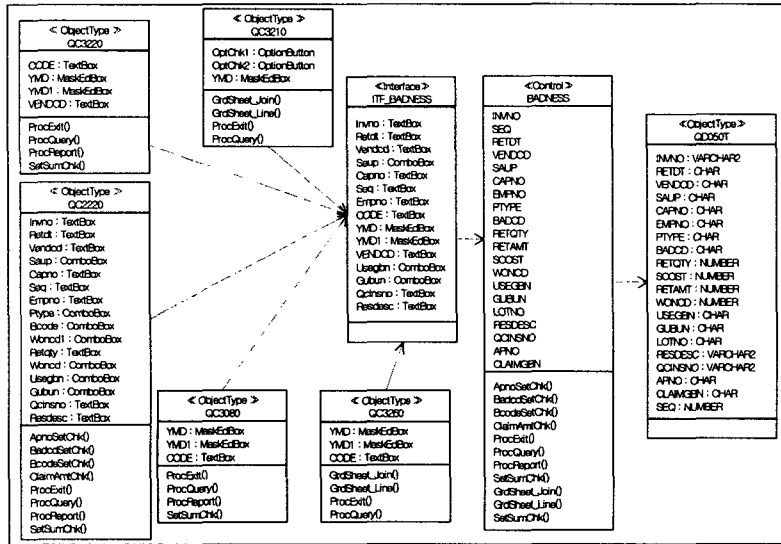 ≪ ObjectType ≫
QC3220
CODE : TextBox
YMD : MaskEdBox
YMD1 : MaskEdBox
VENDCD : TextBox
ProcExit()
ProcQuery()
ProcReport()
SetSumChk()
≪ ObjectType ≫
QC3210
OptChk1 : OptionButton
OptChk2 : OptionButton
YMD : MaskEdBox
GrdSheet_Join()
GrdSheet_Line()
ProcExit()
ProcQuery()
≪ ObjectType ≫
QC2220
Invno : TextBox
Retdt : TextBox
Vendcd : TextBox
Saup : ComboBox
Capno : TextBox
Seq : TextBox
Empno : TextBox
Ptype : ComboBox
Bcode : ComboBox
Woncd1 : ComboBox
Retqty : TextBox
Woncd : ComboBox
Usegbn : ComboBox
Gubun : ComboBox
Qcinsno : TextBox
Resdesc : TextBox
ApnoSetChk()
BadcdSetChk()
BcodeSetChk()
ClaimAmtChk()
ProcExit()
ProcQuery()
ProcReport()
SetSumChk()
≪ ObjectType ≫
QC3080
YMD : MaskEdBox
YMD1 : MaskEdBox
CODE : TextBox
ProcExit()
ProcQuery()
ProcReport()
SetSumChk()
≪ ObjectType ≫
QC3260
YMD : MaskEdBox
YMD1 : MaskEdBox
CODE : TextBox
GrdSheet_Join()
GrdSheet_Line()
ProcExit()
ProcQuery()
≪Interface≫
ITF_BADNESS
Invno : TextBox
Retdt : TextBox
Vendcd : TextBox
Saup : ComboBox
Capno : TextBox
Seq : TextBox
Empno : TextBox
CODE : TextBox
YMD : MaskEdBox
YMD1 : MaskEdBox
VENDCD : TextBox
Usegbn : ComboBox
Gubun : ComboBox
Qcinsno : TextBox
Resdesc : TextBox
≪Control≫
BADNESS
INVNO
SEQ
RETDT
VENDCD
SAUP
CAPNO
EMPNO
PTYPE
BADCD
RETQTY
RETAMT
SCOST
WONCD
USEGBN
GUBUN
LOTNO
RESDESC
QCINSNO
APNO
CLAIMGBN
ApnoSetChk()
BadcdSetChk()
BcodeSetChk()
ClaimAmtChk()
ProcExit()
ProcQuery()
ProcReport()
SetSumChk()
GrdSheet_Join()
GrdSheet_Line()
SetSumChk()
≪ObjectType≫
QD050T
INVNO : VARCHAR2
RETDT : CHAR
VENDCD : CHAR
SAUP : CHAR
CAPNO : CHAR
EMPNO : CHAR
PTYPE : CHAR
BADCD : CHAR
RETQTY : NUMBER
SCOST : NUMBER
RETAMT : NUMBER
WONCD : NUMBER
USEGBN : CHAR
GUBUN : CHAR
LOTNO : CHAR
RESDESC : VARCHAR2
QCINSNO : VARCHAR2
APNO : CHAR
CLAIMGBN : CHAR
SEQ : NUMBER